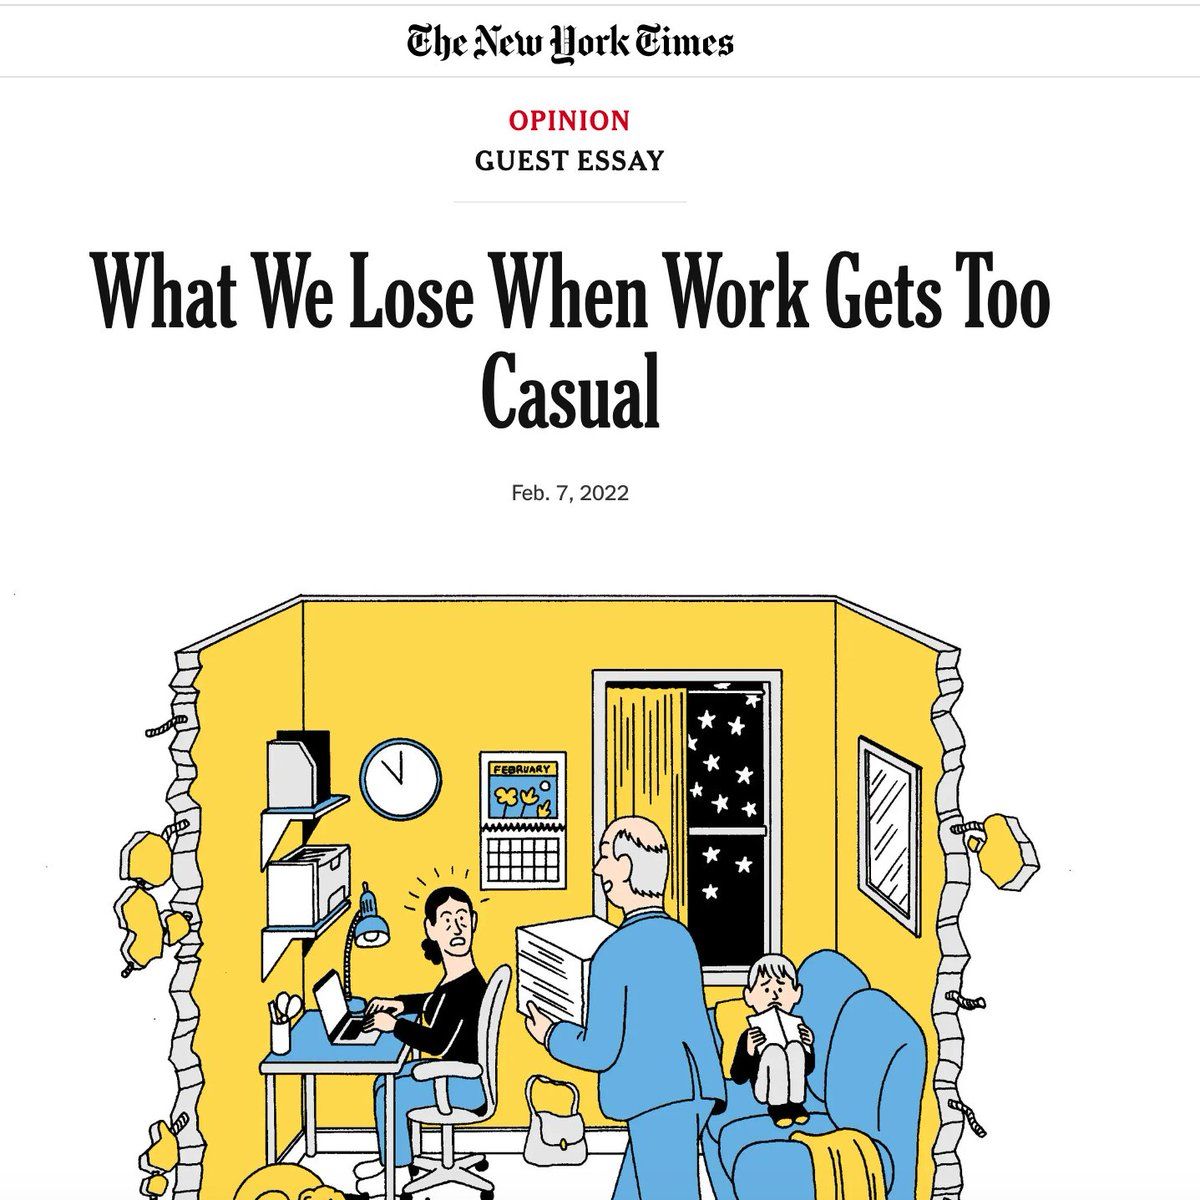 The New York Times
OPINION
GUEST ESSAY
What We Lose When Work Gets Too
Casual
Feb. 7, 2022
FEBRUARY